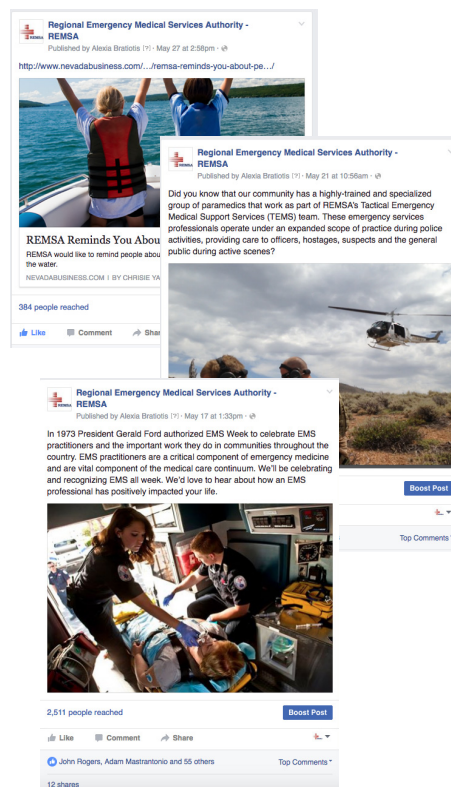 Regional Emergency Medical Services Authority -
REMSA
Published by Alexia Bratiotis [?] · May 27 at 2:58pm ·
http://www.nevadabusiness.com/.../remsa-reminds-you-about-pe.../
REMSA Reminds You Abou
REMSA would like to remind people abou
the water.
NEVADABUSINESS.COM | BY CHRISIE YA
384 people reached
Like Comment Shar
Regional Emergency Medical Services Authority -
REMSA
Published by Alexia Bratiotis [?] · May 21 at 10:56am ·
Did you know that our community has a highly-trained and specialized
group of paramedics that work as part of REMSA's Tactical Emergency
Medical Support Services (TEMS) team. These emergency services
professionals operate under an expanded scope of practice during police
activities, providing care to officers, hostages, suspects and the general
public during active scenes?
Boost Post
Top Comments
Regional Emergency Medical Services Authority -
REMSA
Published by Alexia Bratiotis [?] · May 17 at 1:33pm ·
In 1973 President Gerald Ford authorized EMS Week to celebrate EMS
practitioners and the important work they do in communities throughout the
country. EMS practitioners are a critical component of emergency medicine
and are vital component of the medical care continuum. We'll be celebrating
and recognizing EMS all week. We'd love to hear about how an EMS
professional has positively impacted your life.
2,511 people reached
Boost Post
Like Comment Share
John Rogers, Adam Mastrantonio and 55 others
Top Comments
12 shares